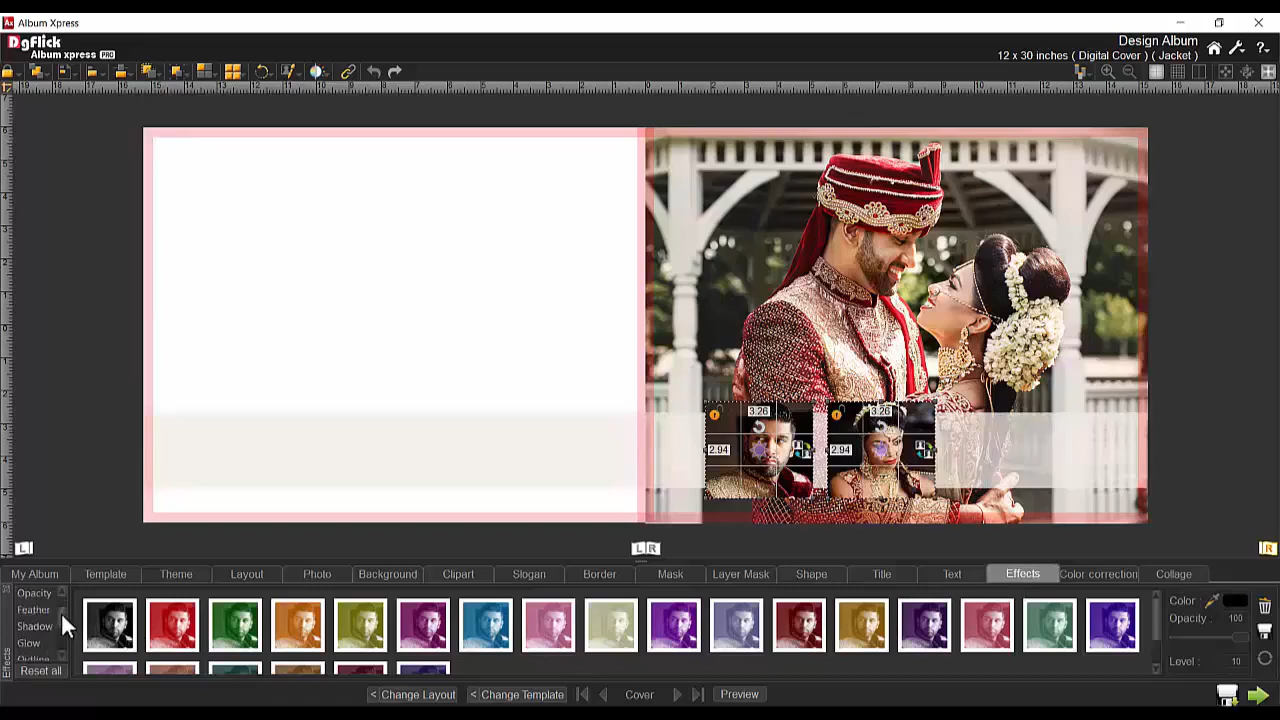 Album Xpress
DgFlick
Album xpress PRO
Design Album
12 x 30 inches ( Digital Cover ) ( Jacket )
3.26
3.26
2.94
2.94
L
L R
R
My Album
Template
Theme
Layout
Photo
Background
Clipart
Slogan
Border
Mask
Layer Mask
Shape
Title
Text
Effects
Color correction
Collage
Opacity
Feather
Shadow
Glow
Outline
Reset all
Effects
Color:
Opacity : 100
Level : 10
< Change Layout
< Change Template
Cover
Preview